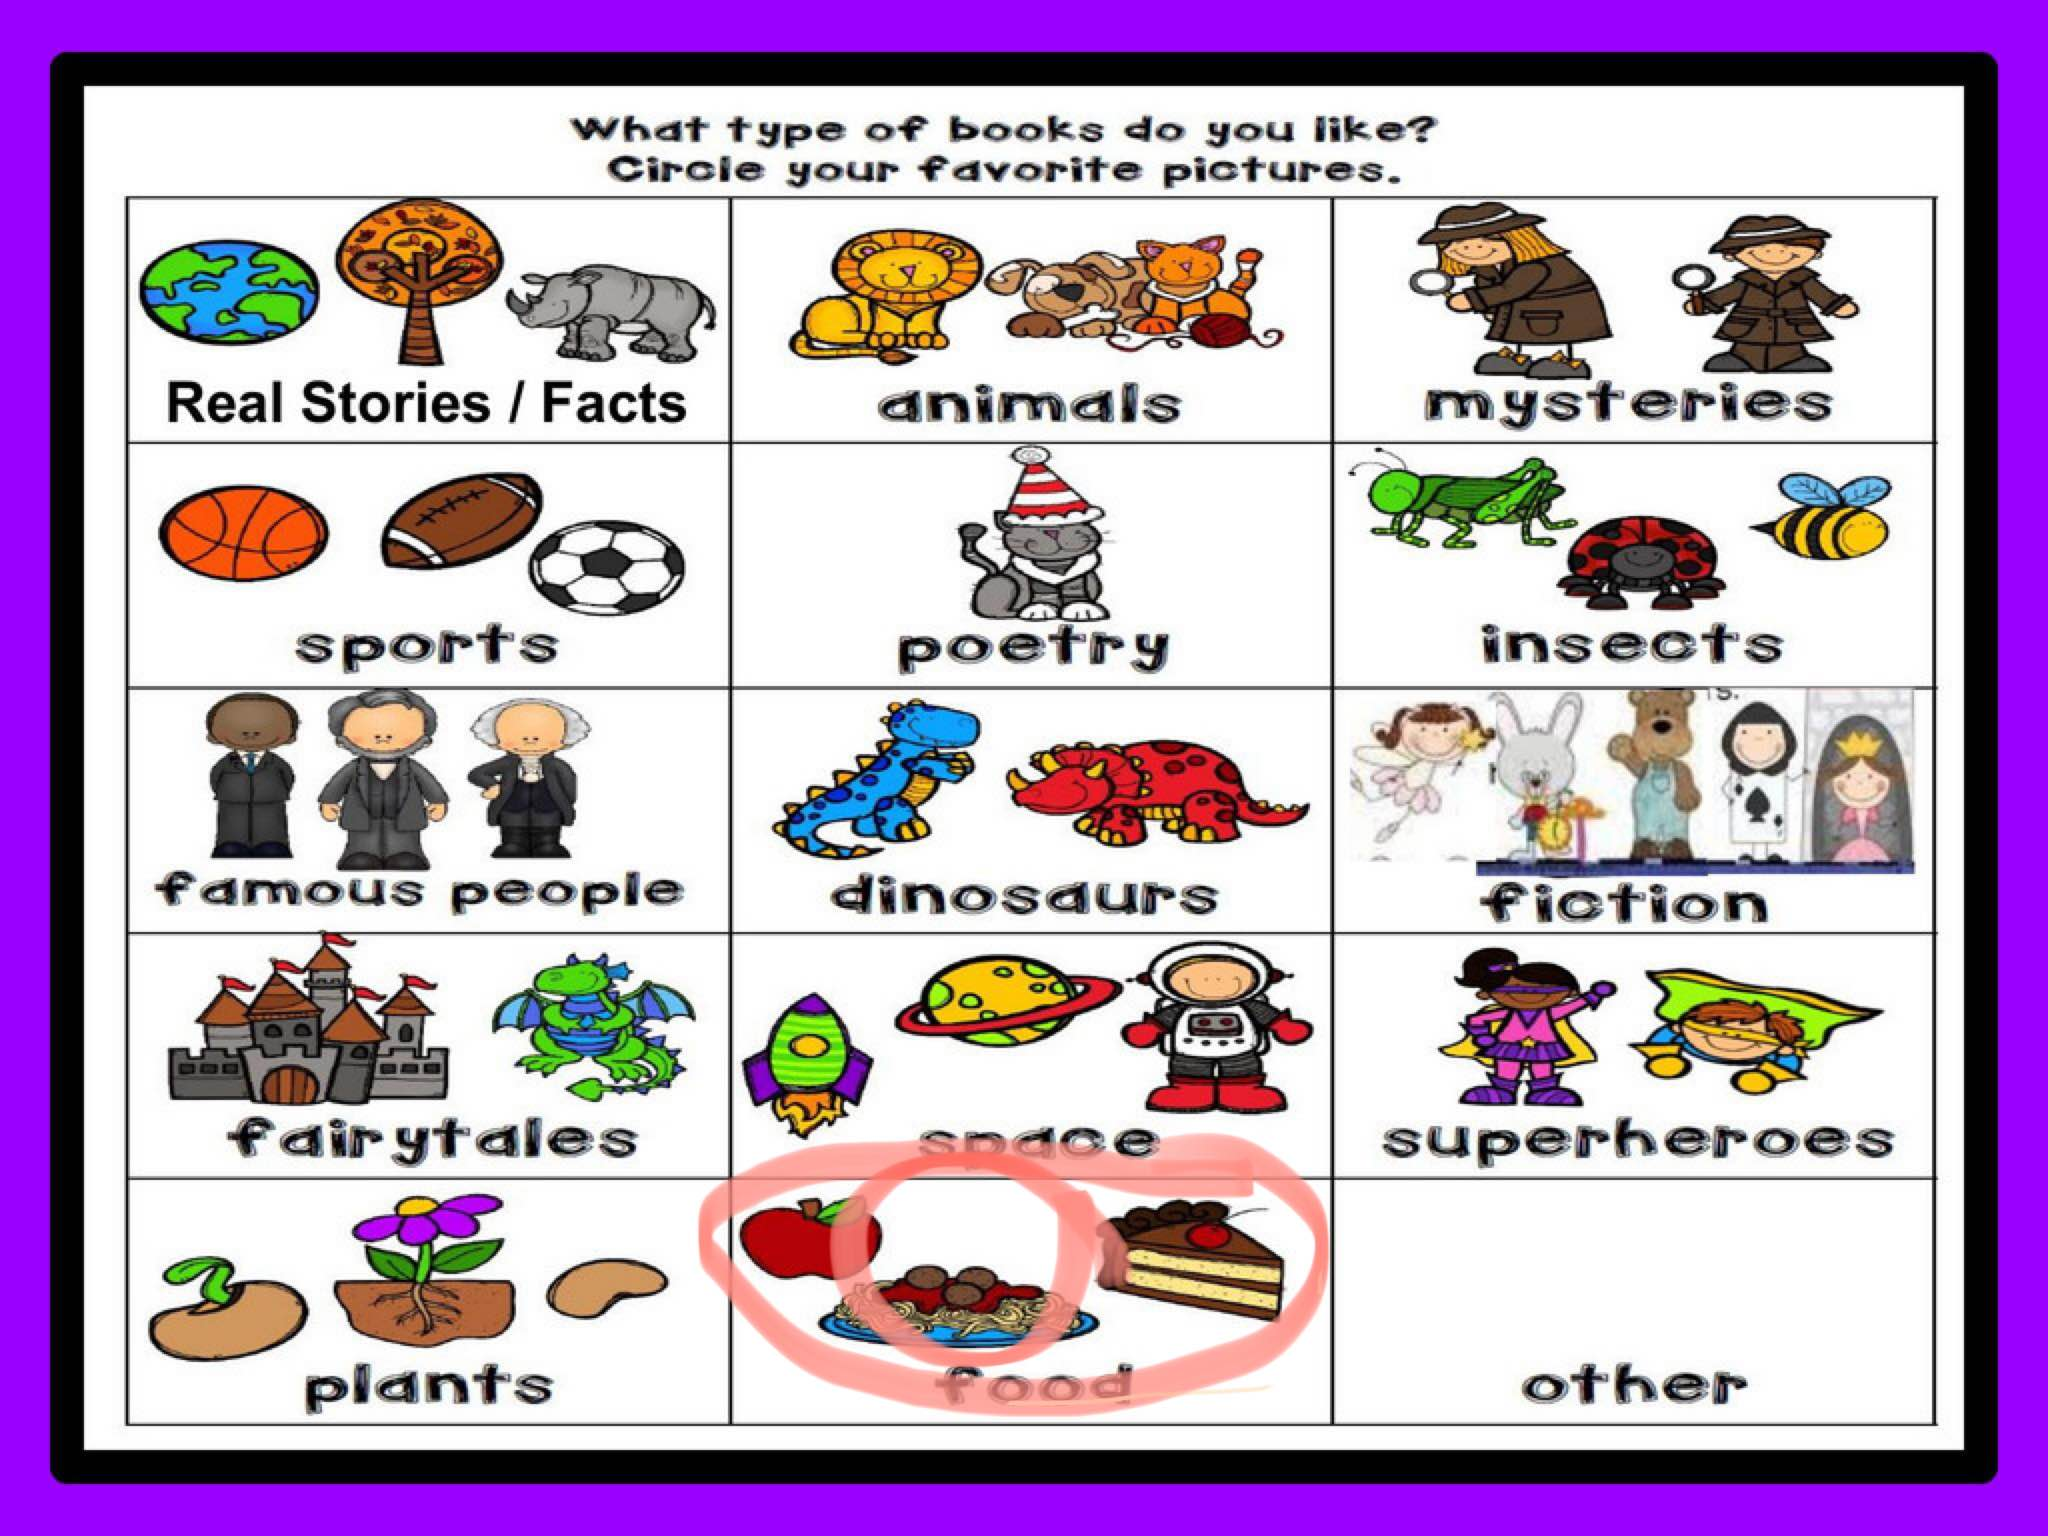 What type of books do you like?
Circle your favorite pictures.
Real Stories / Facts
animals
mysteries
sports
poetry
insects
famous people
dinosaurs
fiction
fairytales
space
superheroes
plants
food
other